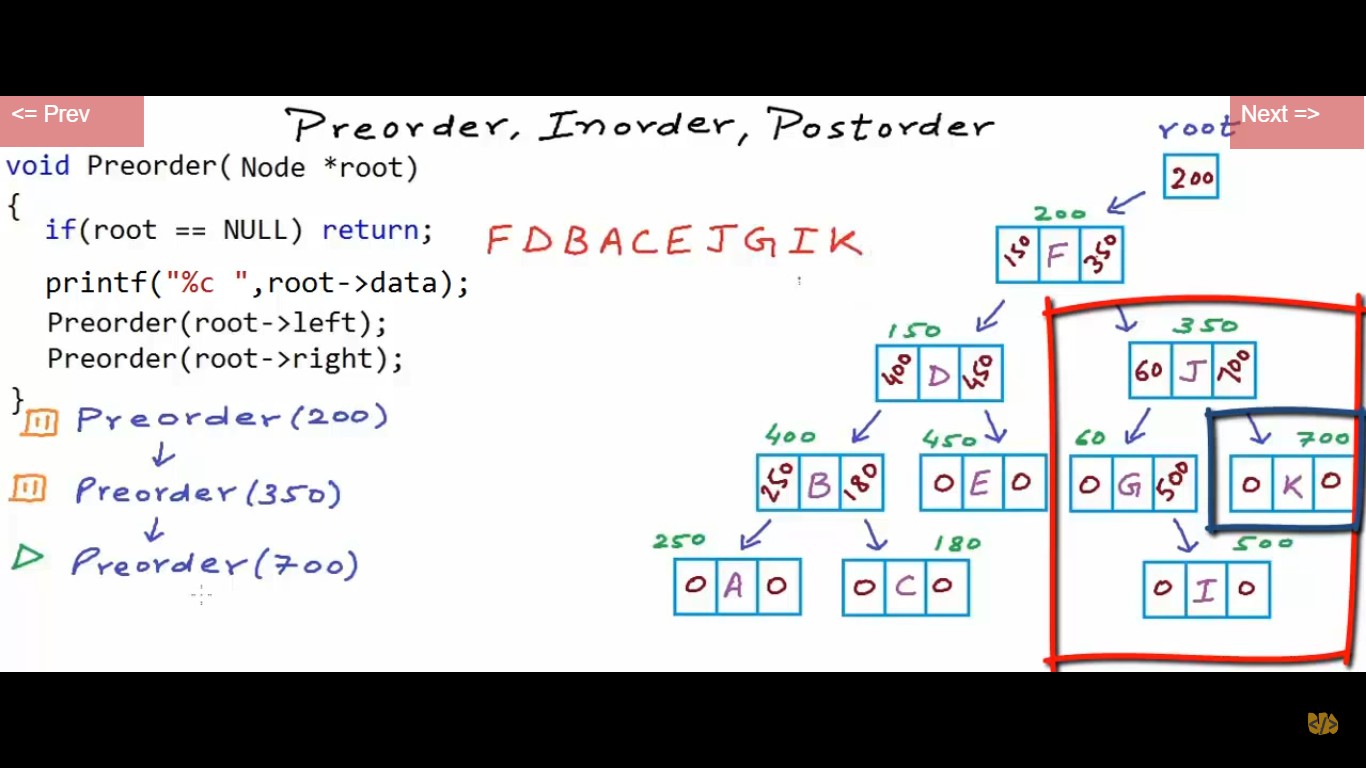 <= Prev
Next =>
Preorder, Inorder, Postorder
void Preorder( Node *root)
{
if(root == NULL) return;
printf("%c ",root->data);
Preorder(root->left);
Preorder(root->right);
}
F D B A C E J G I K
Preorder(200)
Preorder(350)
Preorder(700)
root
200
200
150 F 350
150
400 D 450
350
60 J 700
400
250 B 180
450
0 E 0
60
0 G 500
700
0 K 0
250
0 A 0
180
0 C 0
500
0 I 0